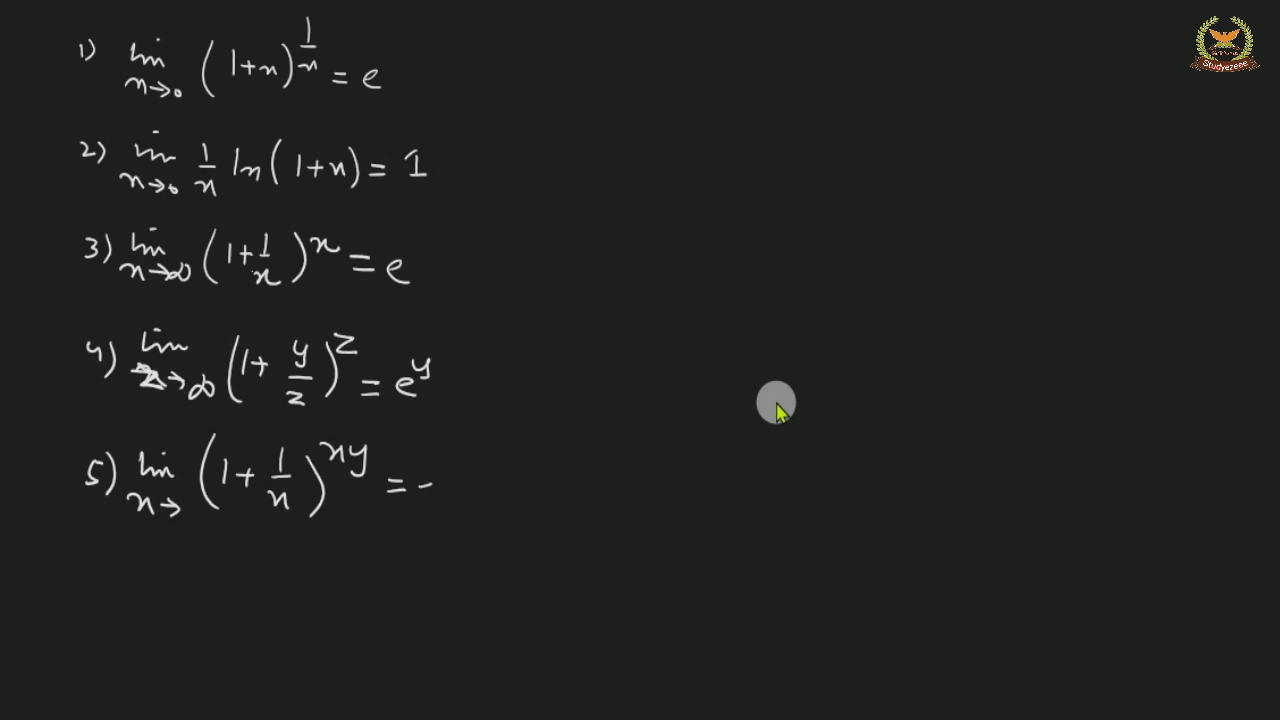 1) lim n→0 (1+n)^(1/n) = e
2) lim n→0 1/n ln(1+n) = 1
3) lim n→∞ (1+1/x)^x = e
4) lim z→∞ (1+y/z)^z = e^y
5) lim n→ (1+1/n)^(xy) = -
Studyezene